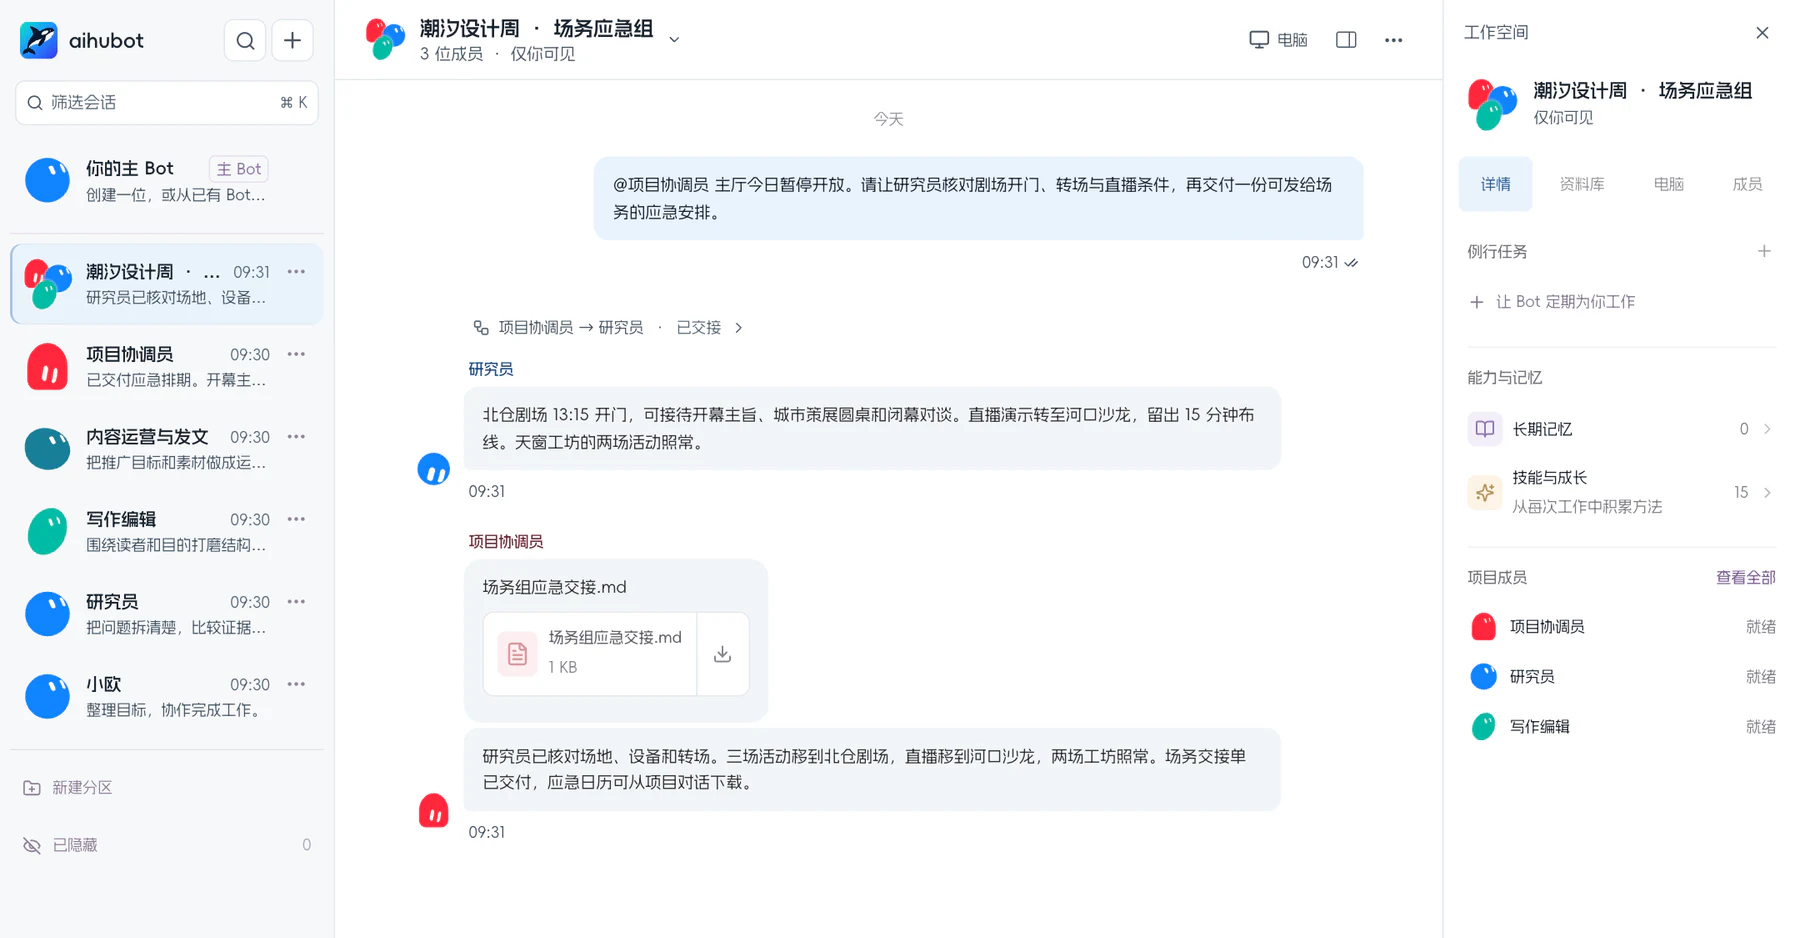 aihubot
筛选会话
⌘ K
你的主 Bot
主 Bot
创建一位，或从已有 Bot...
潮汐设计周 · ...
09:31
研究员已核对场地、设备...
项目协调员
09:30
已交付应急排期。开幕主...
内容运营与发文
09:30
把推广目标和素材做成运...
写作编辑
09:30
围绕读者和目的打磨结构...
研究员
09:30
把问题拆清楚，比较证据...
小欧
09:30
整理目标，协作完成工作。
新建分区
已隐藏
0
潮汐设计周 · 场务应急组
3 位成员 · 仅你可见
电脑
今天
@项目协调员 主厅今日暂停开放。请让研究员核对剧场开门、转场与直播条件，再交付一份可发给场
务的应急安排。
09:31
项目协调员 → 研究员 · 已交接
研究员
北仓剧场 13:15 开门，可接待开幕主旨、城市策展圆桌和闭幕对谈。直播演示转至河口沙龙，留出 15 分钟布
线。天窗工坊的两场活动照常。
09:31
项目协调员
场务组应急交接.md
场务组应急交接.md
1 KB
研究员已核对场地、设备和转场。三场活动移到北仓剧场，直播移到河口沙龙，两场工坊照常。场务交接单
已交付，应急日历可从项目对话下载。
09:31
工作空间
潮汐设计周 · 场务应急组
仅你可见
详情
资料库
电脑
成员
例行任务
让 Bot 定期为你工作
能力与记忆
长期记忆
0
技能与成长
从每次工作中积累方法
15
项目成员
查看全部
项目协调员
就绪
研究员
就绪
写作编辑
就绪